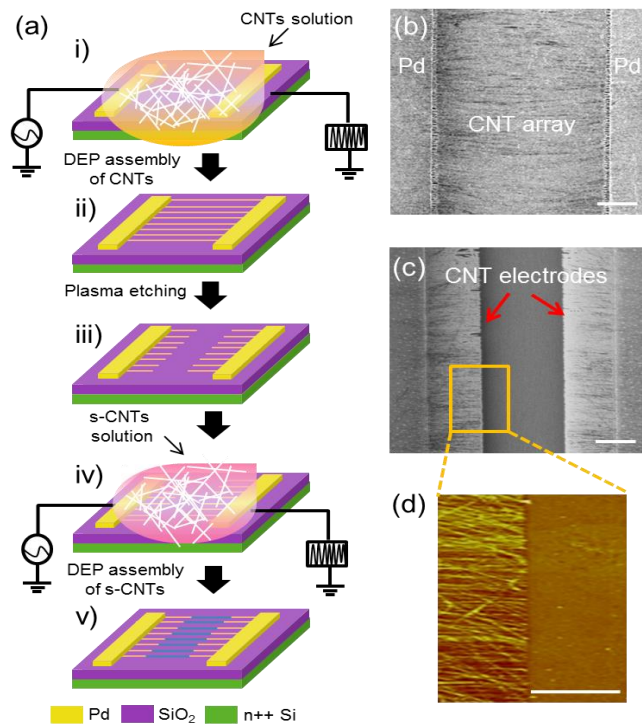 (a)
i)
CNTs solution
DEP assembly
of CNTs
ii)
Plasma etching
iii)
s-CNTs
solution
iv)
DEP assembly
of s-CNTs
v)
Pd
SiO₂
n++ Si
(b)
Pd
Pd
CNT array
(c)
CNT electrodes
(d)